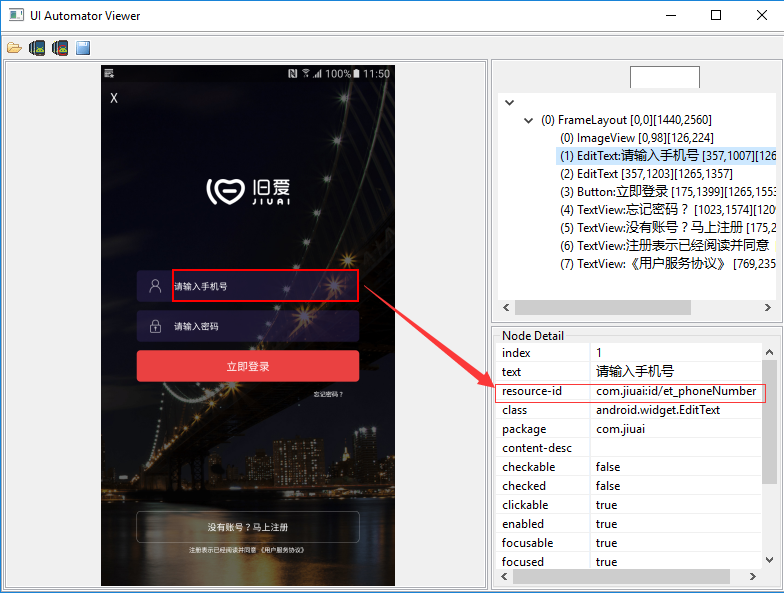 UI Automator Viewer
100% 11:50
X
旧爱
JIUAI
请输入手机号
请输入密码
立即登录
忘记密码？
没有账号？马上注册
注册表示已经阅读并同意《用户服务协议》
(0) FrameLayout [0,0][1440,2560]
(0) ImageView [0,98][126,224]
(1) EditText:请输入手机号 [357,1007][126
(2) EditText [357,1203][1265,1357]
(3) Button:立即登录 [175,1399][1265,1553
(4) TextView:忘记密码？ [1023,1574][1209
(5) TextView:没有账号？马上注册 [175,2
(6) TextView:注册表示已经阅读并同意
(7) TextView:《用户服务协议》 [769,235
Node Detail
index 1
text 请输入手机号
resource-id com.jiuai:id/et_phoneNumber
class android.widget.EditText
package com.jiuai
content-desc
checkable false
checked false
clickable true
enabled true
focusable true
focused true